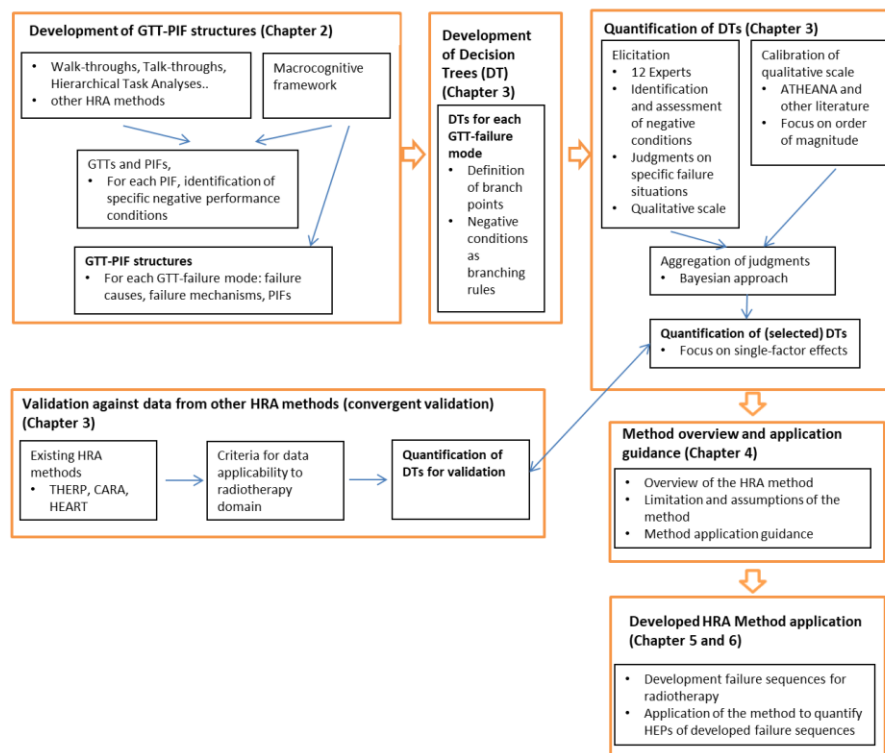 Development of GTT-PIF structures (Chapter 2)
• Walk-throughs, Talk-throughs,
Hierarchical Task Analyses..
• other HRA methods
Macrocognitive
framework
GTTs and PIFs,
• For each PIF, identification of
specific negative performance
conditions
GTT-PIF structures
• For each GTT-failure mode: failure
causes, failure mechanisms, PIFs
Development
of Decision
Trees (DT)
(Chapter 3)
DTs for each
GTT-failure
mode
• Definition
of branch
points
• Negative
conditions
as
branching
rules
Quantification of DTs (Chapter 3)
Elicitation
• 12 Experts
• Identification
and assessment
of negative
conditions
• Judgments on
specific failure
situations
• Qualitative scale
Calibration of
qualitative scale
• ATHEANA and
other literature
• Focus on order
of magnitude
Aggregation of judgments
• Bayesian approach
Quantification of (selected) DTs
• Focus on single-factor effects
Validation against data from other HRA methods (convergent validation)
(Chapter 3)
Existing HRA
methods
• THERP, CARA,
HEART
Criteria for data
applicability to
radiotherapy
domain
Quantification of
DTs for validation
Method overview and application
guidance (Chapter 4)
• Overview of the HRA method
• Limitation and assumptions of the
method
• Method application guidance
Developed HRA Method application
(Chapter 5 and 6)
• Development failure sequences for
radiotherapy
• Application of the method to quantify
HEPs of developed failure sequences